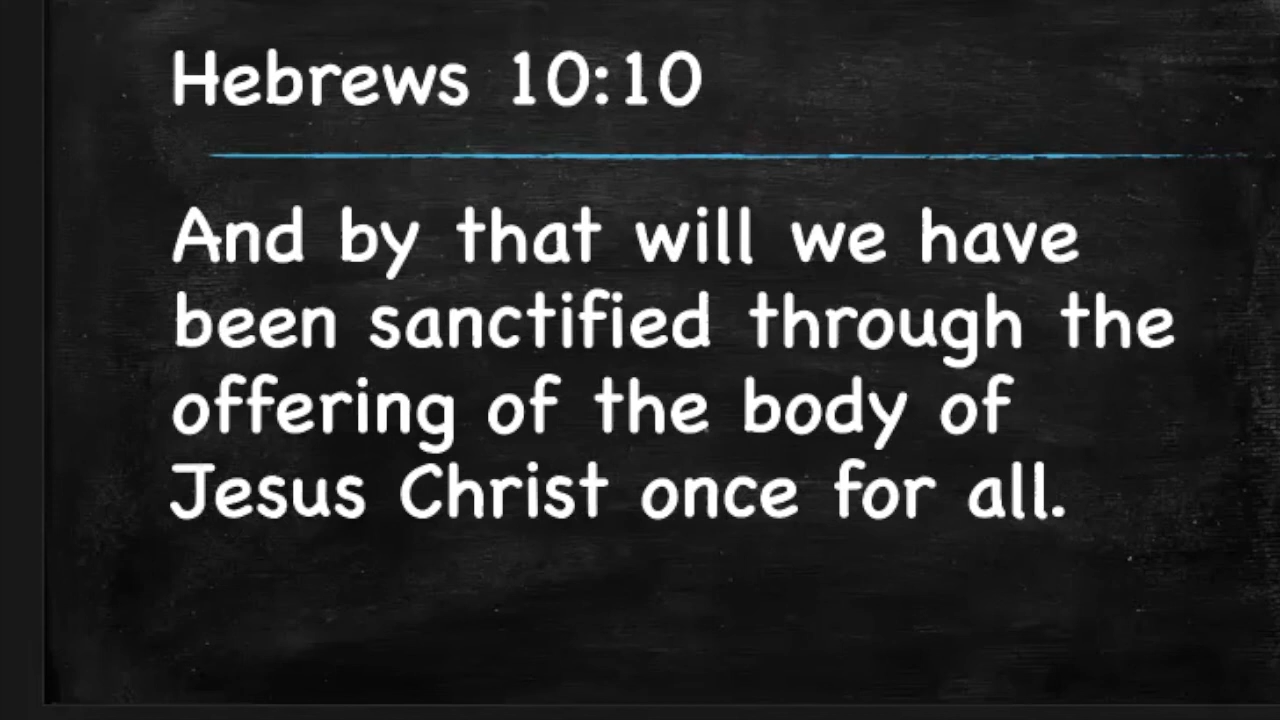 Hebrews 10:10
And by that will we have
been sanctified through the
offering of the body of
Jesus Christ once for all.